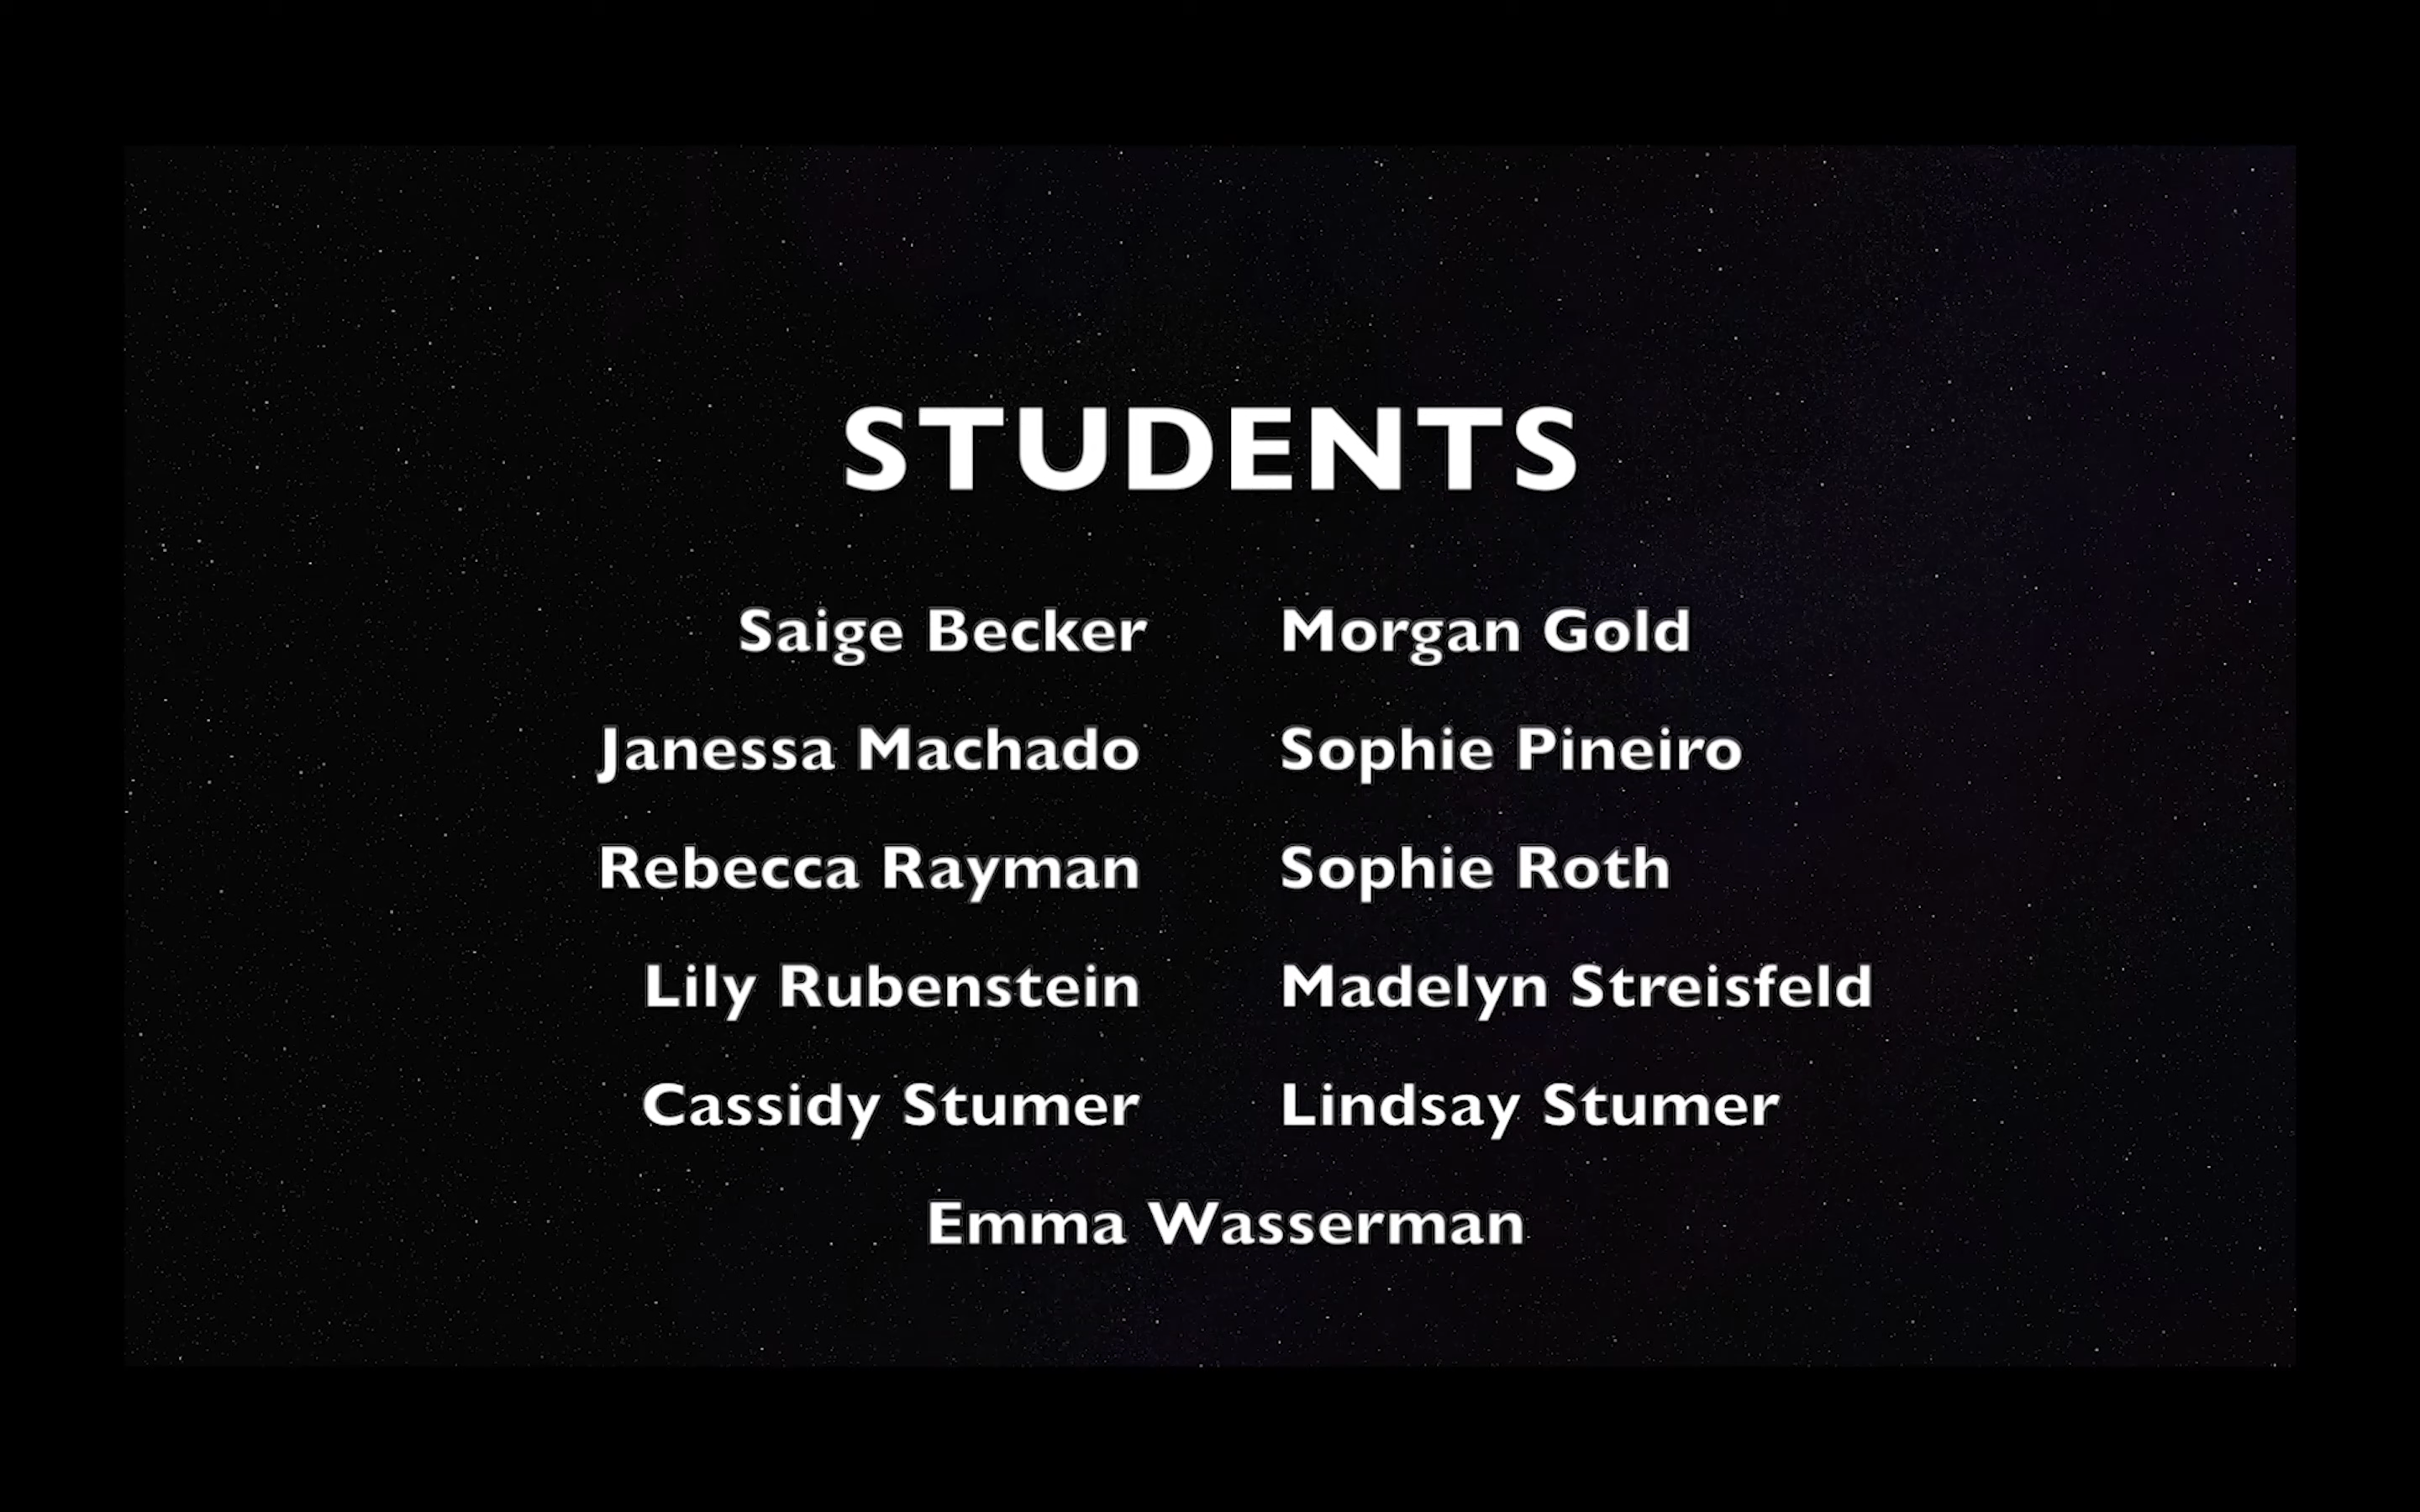 STUDENTS
Saige Becker Morgan Gold
Janessa Machado Sophie Pineiro
Rebecca Rayman Sophie Roth
Lily Rubenstein Madelyn Streisfeld
Cassidy Stumer Lindsay Stumer
Emma Wasserman